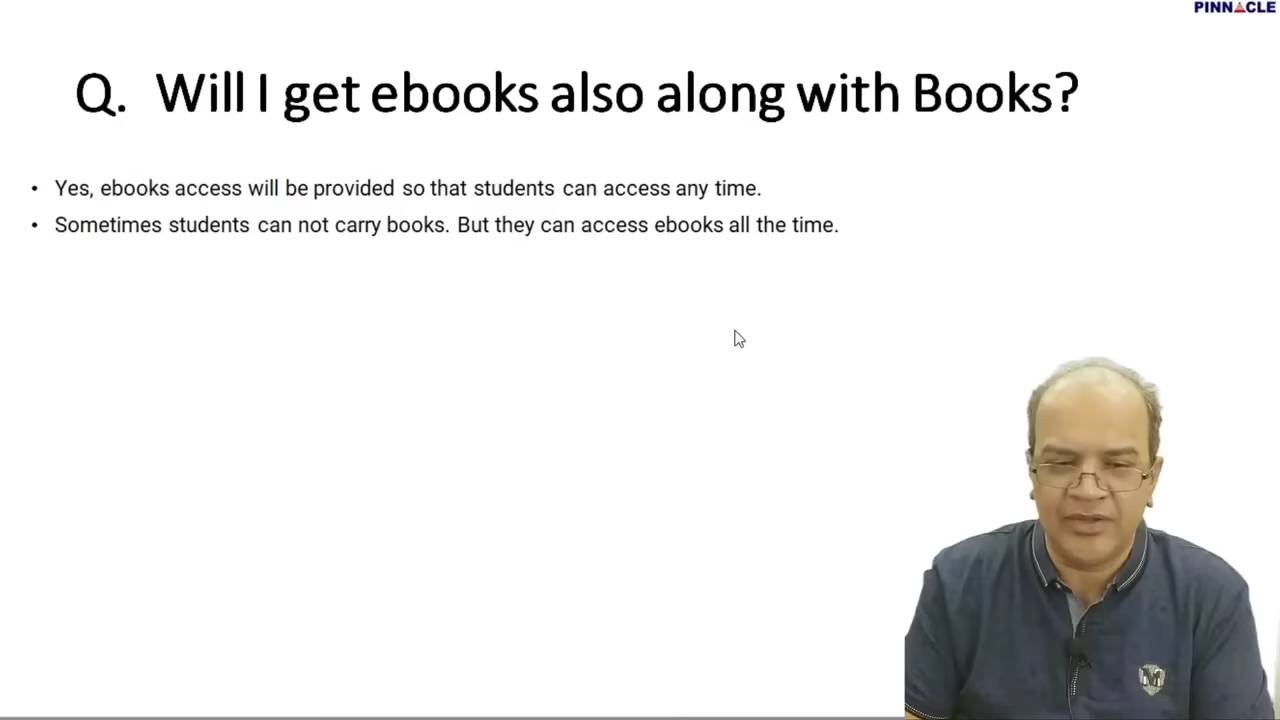 PINNACLE
Q. Will I get ebooks also along with Books?
• Yes, ebooks access will be provided so that students can access any time.
• Sometimes students can not carry books. But they can access ebooks all the time.
M